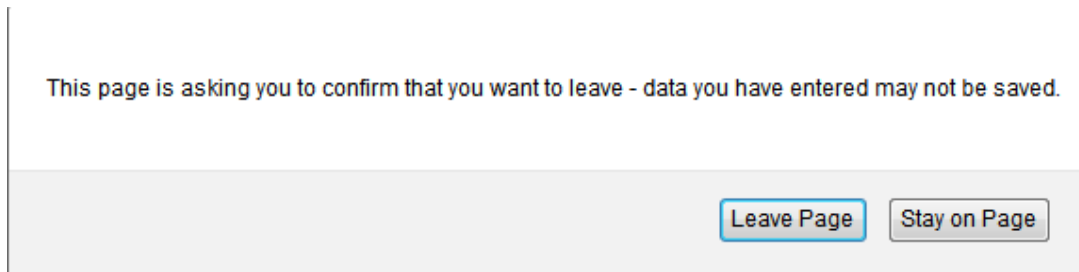 This page is asking you to confirm that you want to leave - data you have entered may not be saved.
Leave Page Stay on Page